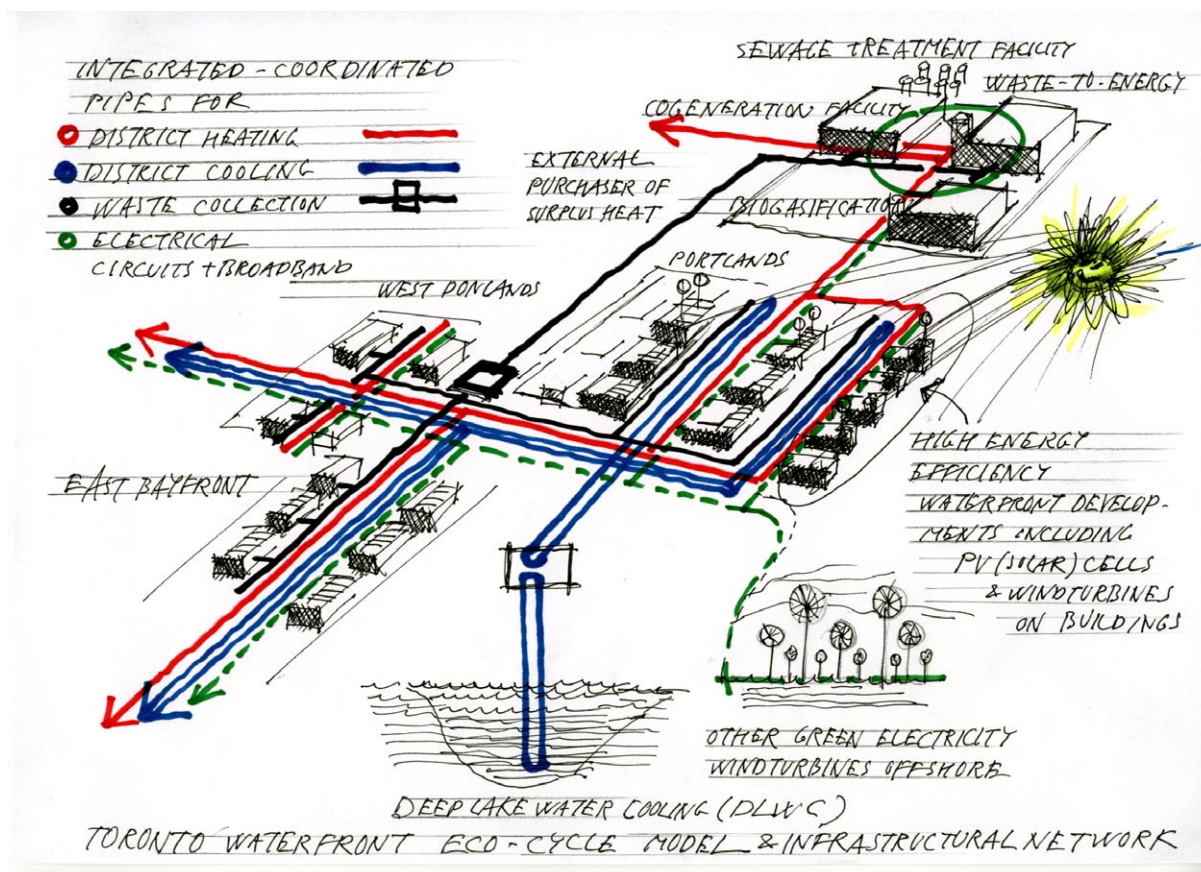 INTEGRATED-COORDINATED
PIPES FOR
DISTRICT HEATING
DISTRICT COOLING
WASTE COLLECTION
ELECTRICAL
CIRCUITS + BROADBAND
SEWAGE TREATMENT FACILITY
WASTE-TO-ENERGY
COGENERATION FACILITY
EXTERNAL
PURCHASER OF
SURPLUS HEAT
BIOGASIFICATION
PORTLANDS
WEST DONLANDS
EAST BAYFRONT
HIGH ENERGY
EFFICIENCY
WATERFRONT DEVELOP-
MENTS INCLUDING
PV (SOLAR) CELLS
& WINDTURBINES
ON BUILDINGS
OTHER GREEN ELECTRICITY
WINDTURBINES OFFSHORE
DEEP LAKE WATER COOLING (DLWC)
TORONTO WATERFRONT ECO-CYCLE MODEL & INFRASTRUCTURAL NETWORK